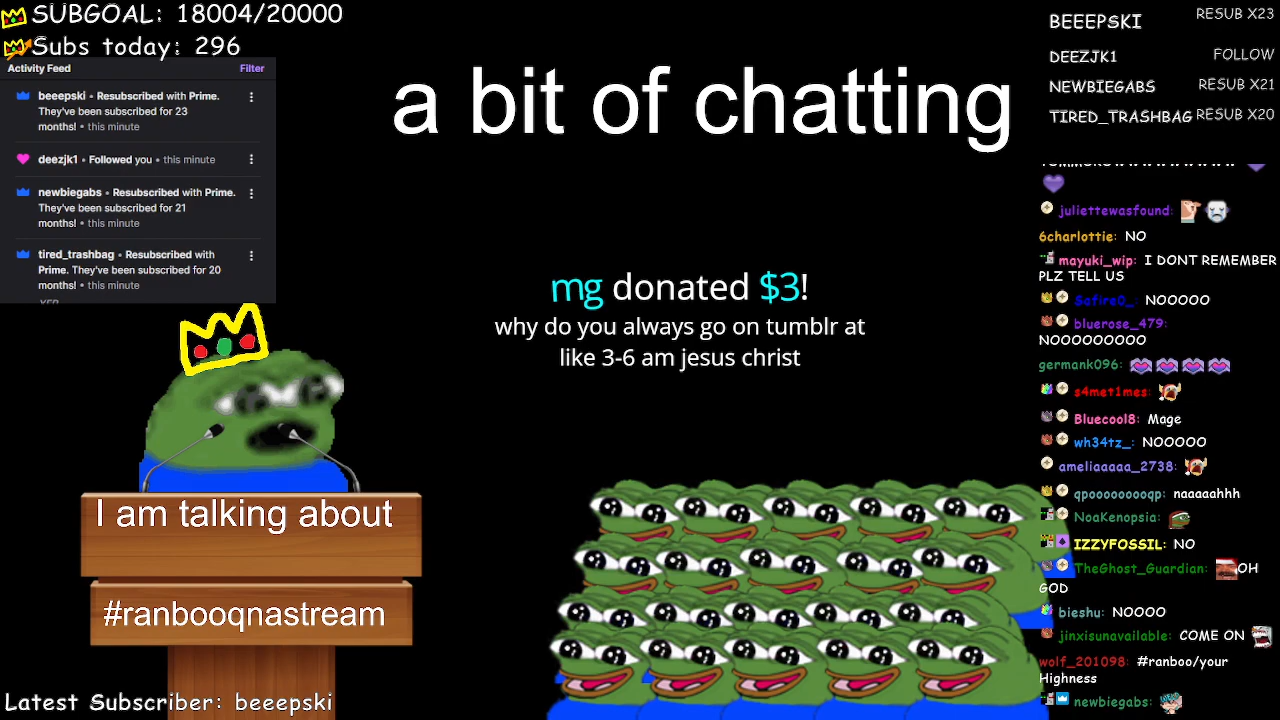 SUBGOAL: 18004/20000
Subs today: 296
Activity Feed
Filter
beeepski • Resubscribed with Prime.
They've been subscribed for 23
months! • this minute
deezjk1 • Followed you • this minute
newbiegabs • Resubscribed with Prime.
They've been subscribed for 21
months! • this minute
tired_trashbag • Resubscribed with
Prime. They've been subscribed for 20
months! • this minute
a bit of chatting
mg donated $3!
why do you always go on tumblr at
like 3-6 am jesus christ
I am talking about
#ranbooqnastream
Latest Subscriber: beeepski
BEEEPSKI RESUB X23
DEEZJK1 FOLLOW
NEWBIEGABS RESUB X21
TIRED_TRASHBAG RESUB X20
juliettewasfound:
6charlottie: NO
mayuki_wip: I DONT REMEMBER
PLZ TELL US
Safire0_: NOOOOO
bluerose_479:
NOOOOOOOOO
germank096:
s4met1mes:
Bluecool8: Mage
wh34tz_: NOOOOO
ameliaaaaa_2738:
qpooooooooqp: naaaaahhh
NoaKenopsia:
IZZYFOSSIL: NO
TheGhost_Guardian: OH
GOD
bieshu: NOOOO
jinxisunavailable: COME ON
wolf_201098: #ranboo/your
Highness
newbiegabs: